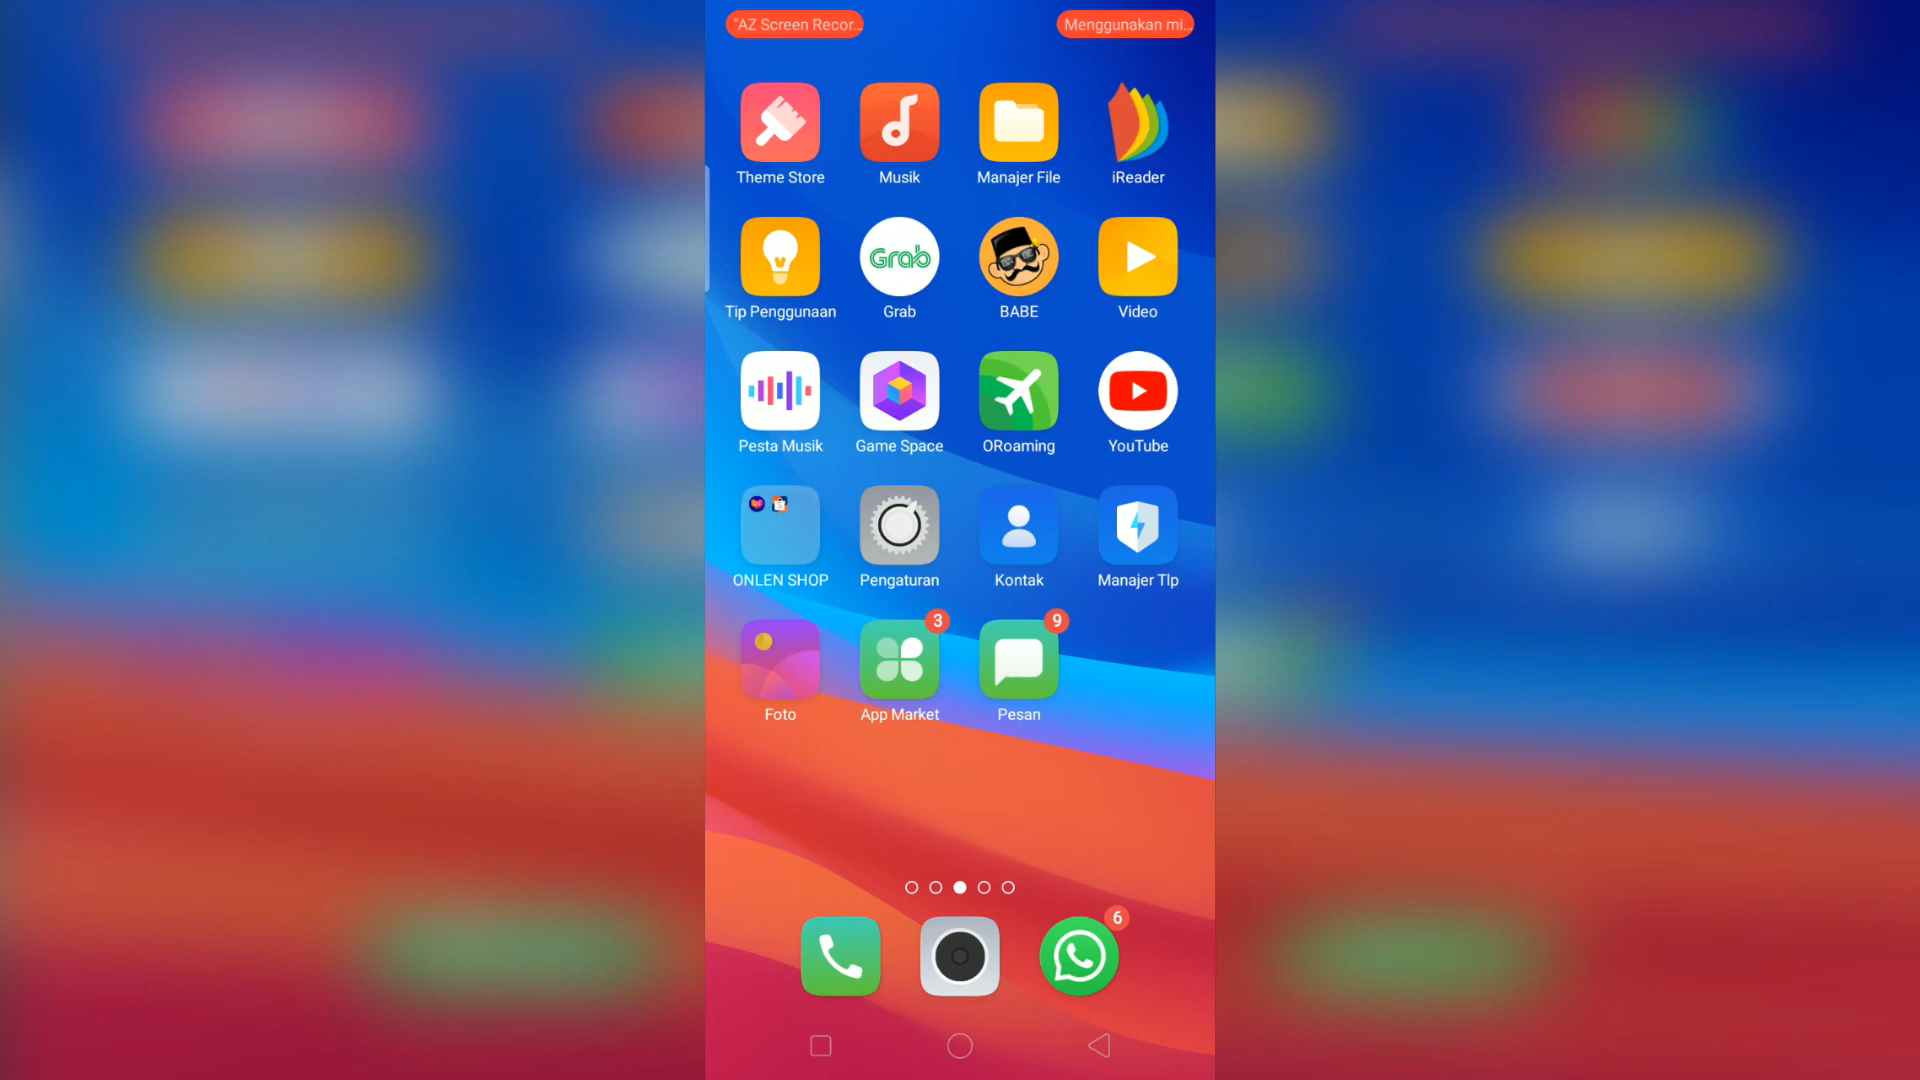 "AZ Screen Recor... Menggunakan mi...
Theme Store Musik Manajer File iReader
Grab
Tip Penggunaan Grab BABE Video
Pesta Musik Game Space ORoaming YouTube
ONLEN SHOP Pengaturan Kontak Manajer Tlp
3 9
Foto App Market Pesan
6